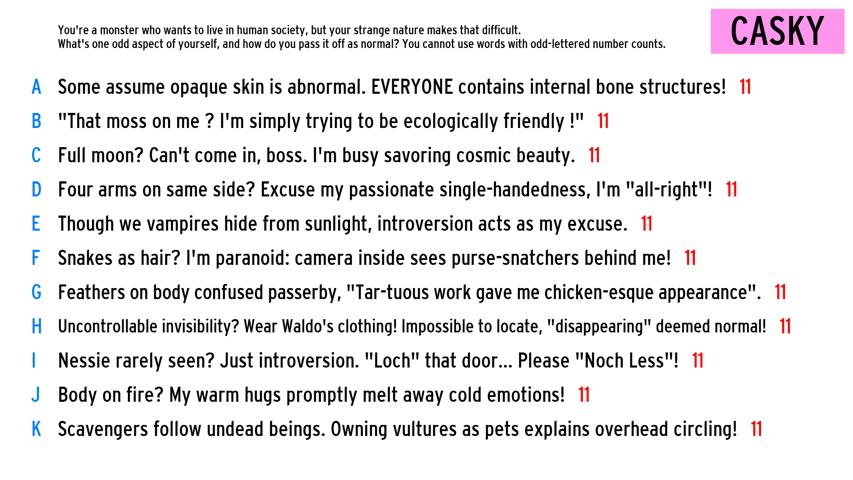 You're a monster who wants to live in human society, but your strange nature makes that difficult.
What's one odd aspect of yourself, and how do you pass it off as normal? You cannot use words with odd-lettered number counts.
CASKY
A Some assume opaque skin is abnormal. EVERYONE contains internal bone structures! 11
B "That moss on me ? I'm simply trying to be ecologically friendly !" 11
C Full moon? Can't come in, boss. I'm busy savoring cosmic beauty. 11
D Four arms on same side? Excuse my passionate single-handedness, I'm "all-right"! 11
E Though we vampires hide from sunlight, introversion acts as my excuse. 11
F Snakes as hair? I'm paranoid: camera inside sees purse-snatchers behind me! 11
G Feathers on body confused passerby, "Tar-tuous work gave me chicken-esque appearance". 11
H Uncontrollable invisibility? Wear Waldo's clothing! Impossible to locate, "disappearing" deemed normal! 11
I Nessie rarely seen? Just introversion. "Loch" that door... Please "Noch Less"! 11
J Body on fire? My warm hugs promptly melt away cold emotions! 11
K Scavengers follow undead beings. Owning vultures as pets explains overhead circling! 11